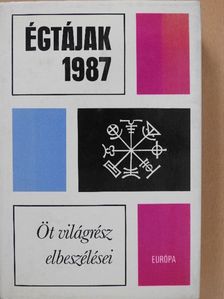 ÉGTÁJAK
1987
Öt világrész
elbeszélései
EURÓPA